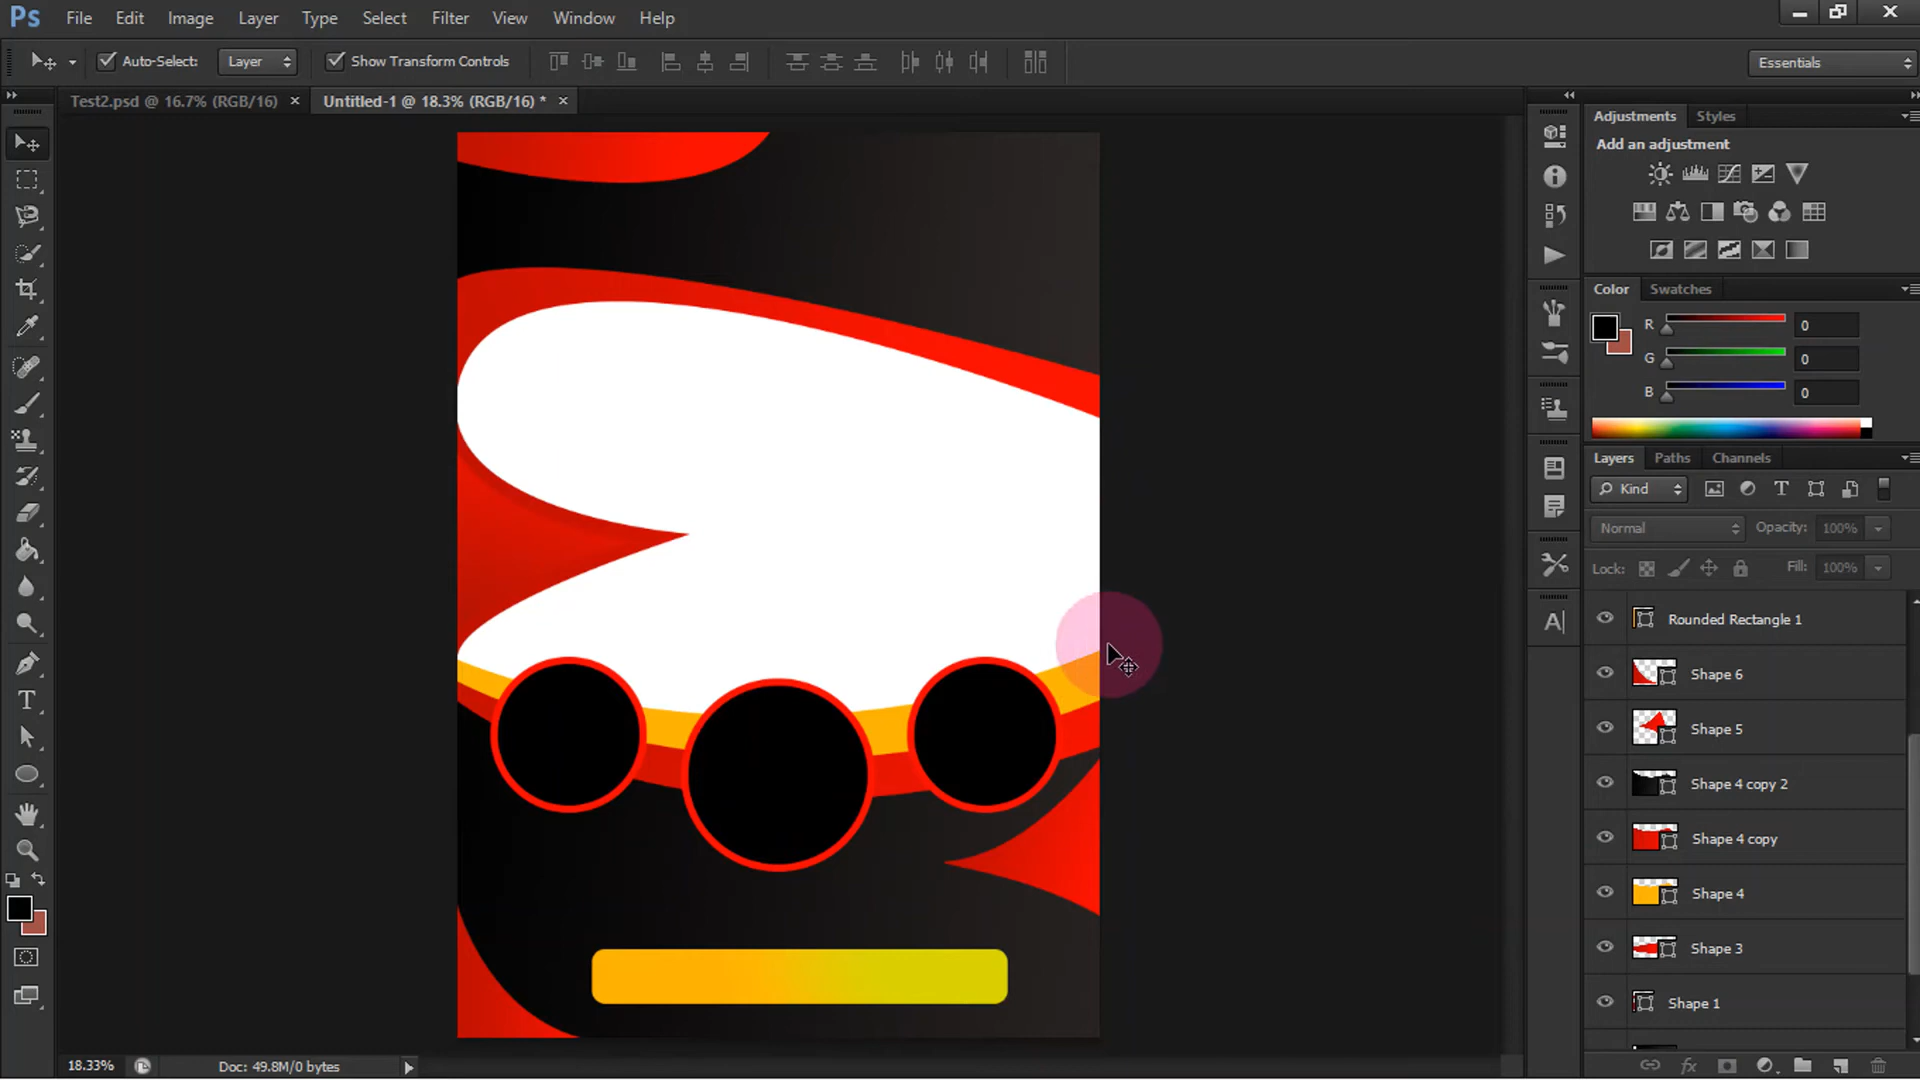 Ps File Edit Image Layer Type Select Filter View Window Help
Auto-Select: Layer Show Transform Controls Essentials
Test2.psd @ 16.7% (RGB/16) × Untitled-1 @ 18.3% (RGB/16) * ×
Adjustments Styles
Add an adjustment
Color Swatches
R 0
G 0
B 0
Layers Paths Channels
Kind T
Normal Opacity: 100%
Lock: Fill: 100%
A
Rounded Rectangle 1
Shape 6
Shape 5
T
Shape 4 copy 2
Shape 4 copy
Shape 4
Shape 3
Shape 1
18.33% Doc: 49.8M/0 bytes fx